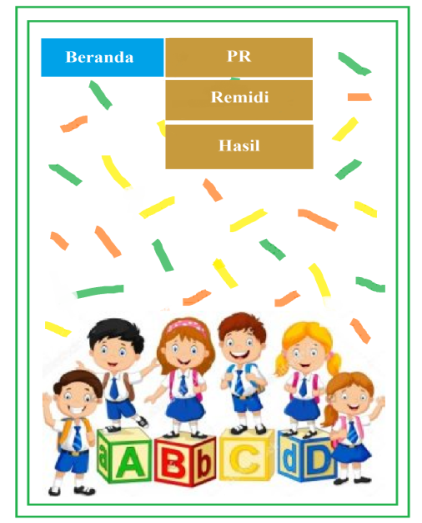 Beranda PR
Remidi
Hasil
a A B b C d D